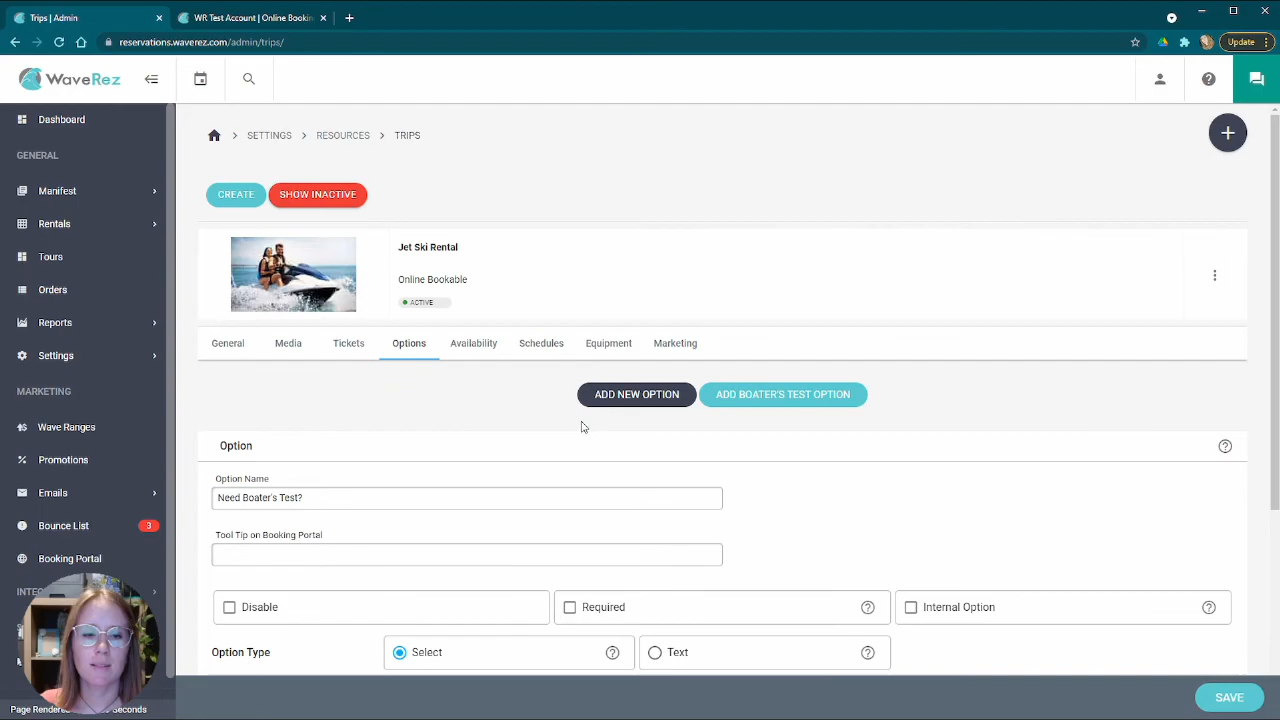 Trips | Admin
WR Test Account | Online Bookin
reservations.waverez.com/admin/trips/
Update
WaveRez
Dashboard
GENERAL
Manifest
Rentals
Tours
Orders
Reports
Settings
MARKETING
Wave Ranges
Promotions
Emails
Bounce List 3
Booking Portal
INTE
Page Rendere
Seconds
SETTINGS > RESOURCES > TRIPS
CREATE SHOW INACTIVE
Jet Ski Rental
Online Bookable
ACTIVE
General Media Tickets Options Availability Schedules Equipment Marketing
ADD NEW OPTION ADD BOATER'S TEST OPTION
Option
Option Name
Need Boater's Test?
Tool Tip on Booking Portal
Disable Required Internal Option
Option Type Select Text
SAVE